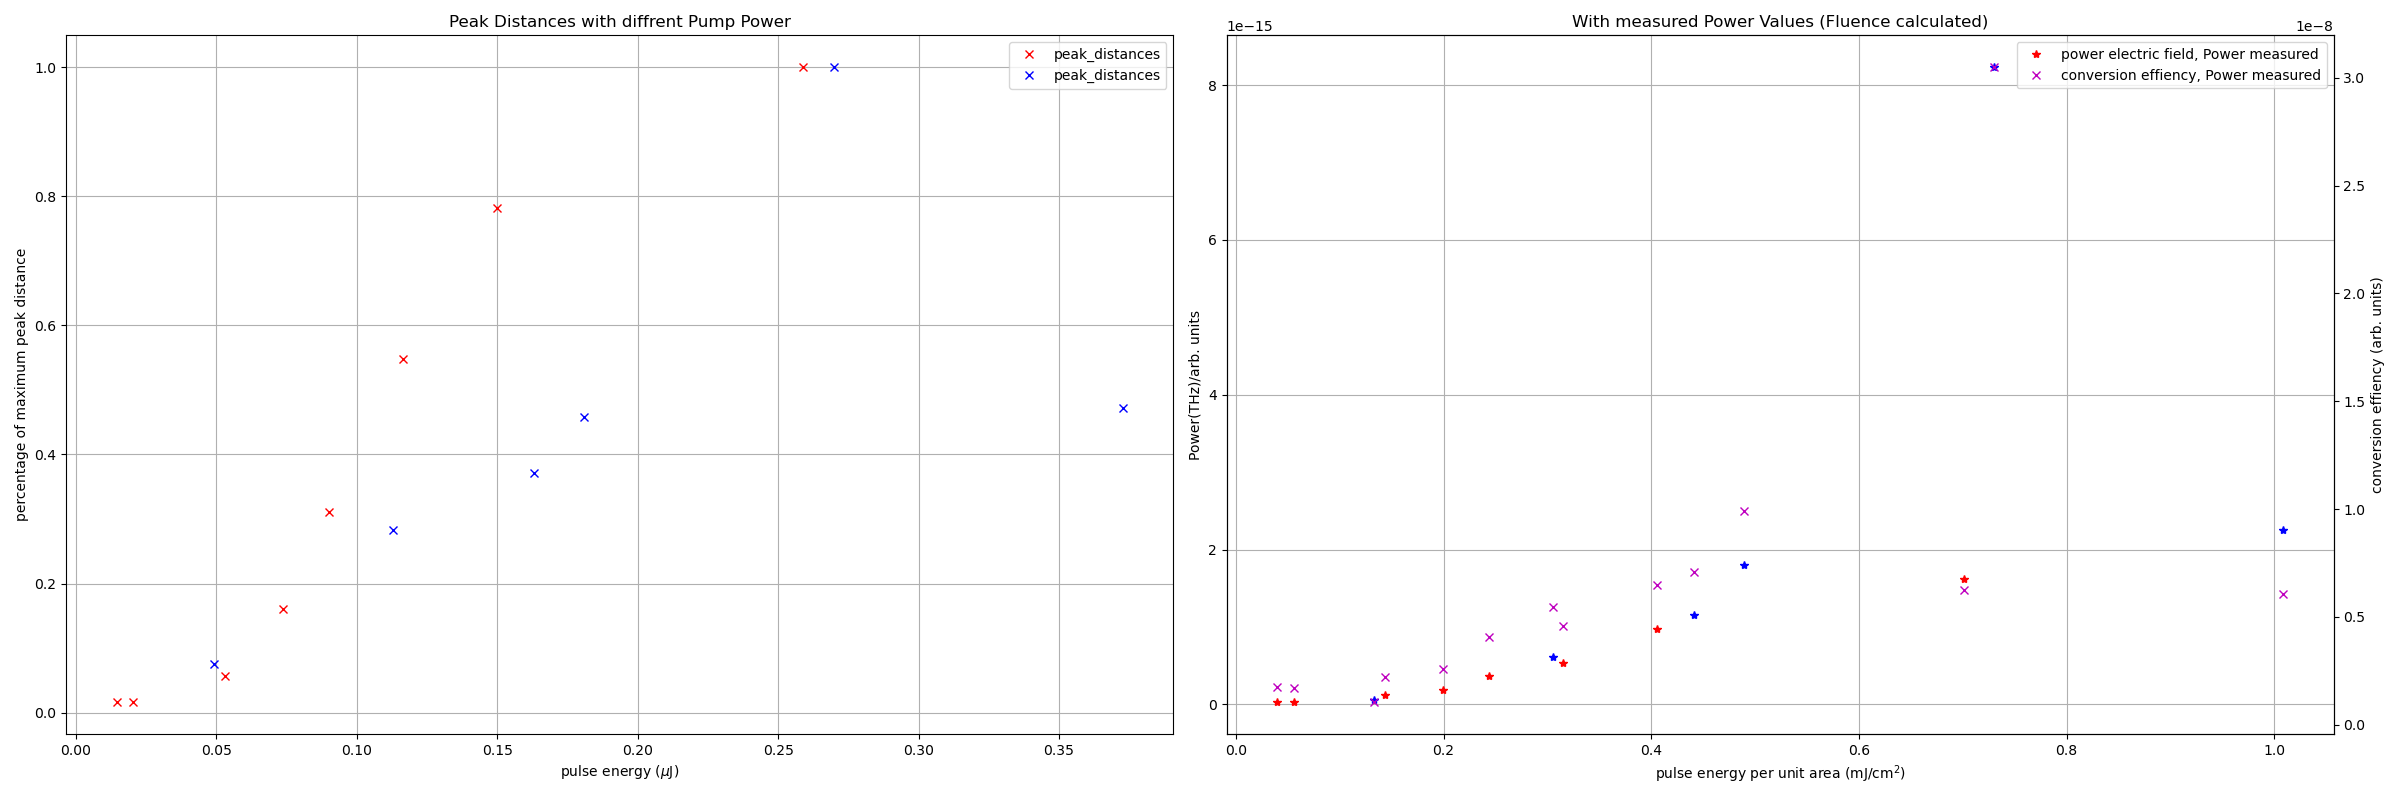 Peak Distances with diffrent Pump Power
peak_distances
peak_distances
percentage of maximum peak distance
1.0
0.8
0.6
0.4
0.2
0.0
0.00 0.05 0.10 0.15 0.20 0.25 0.30 0.35
pulse energy (μJ)
With measured Power Values (Fluence calculated)
1e−15
1e−8
power electric field, Power measured
conversion effiency, Power measured
Power(THz)/arb. units
8
6
4
2
0
3.0
2.5
2.0
1.5
1.0
0.5
0.0
conversion effiency (arb. units)
0.0 0.2 0.4 0.6 0.8 1.0
pulse energy per unit area (mJ/cm²)